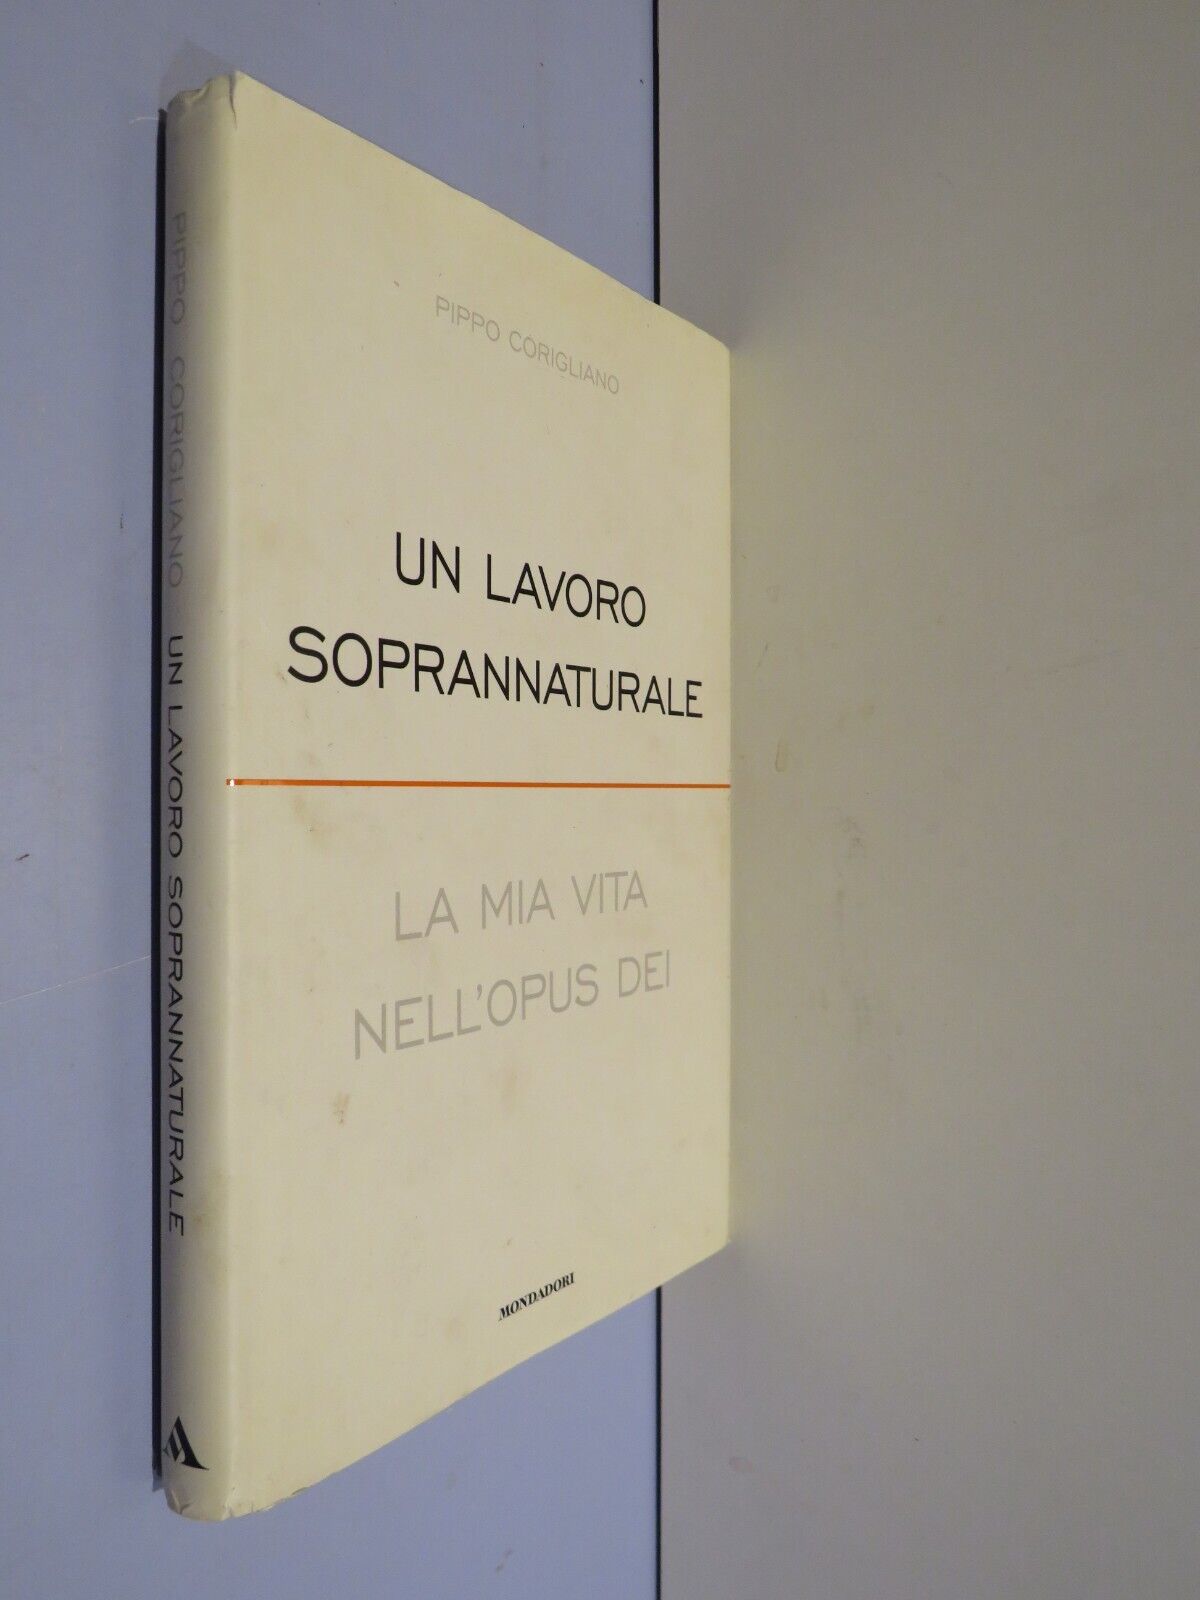 PIPPO CORIGLIANO
UN LAVORO
SOPRANNATURALE
LA MIA VITA
NELL'OPUS DEI
MONDADORI
PIPPO CORIGLIANO UN LAVORO SOPRANNATURALE